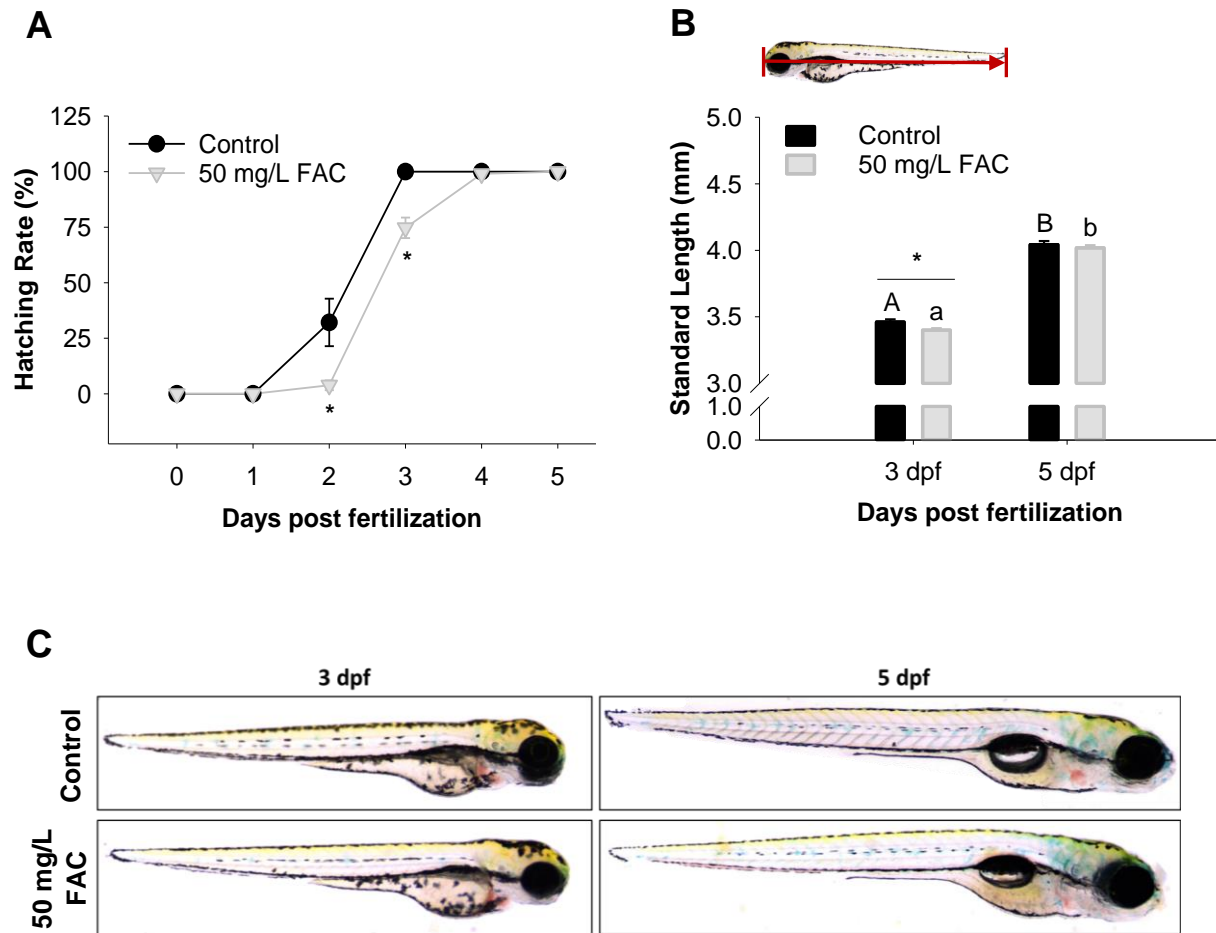 A
125
100
75
50
25
0
Hatching Rate (%)
Control
50 mg/L FAC
*
*
0 1 2 3 4 5
Days post fertilization
B
5.0
4.5
4.0
3.5
3.0
1.0
0.0
Standard Length (mm)
Control
50 mg/L FAC
*
A a
B b
3 dpf 5 dpf
Days post fertilization
C
3 dpf 5 dpf
Control
50 mg/L
FAC